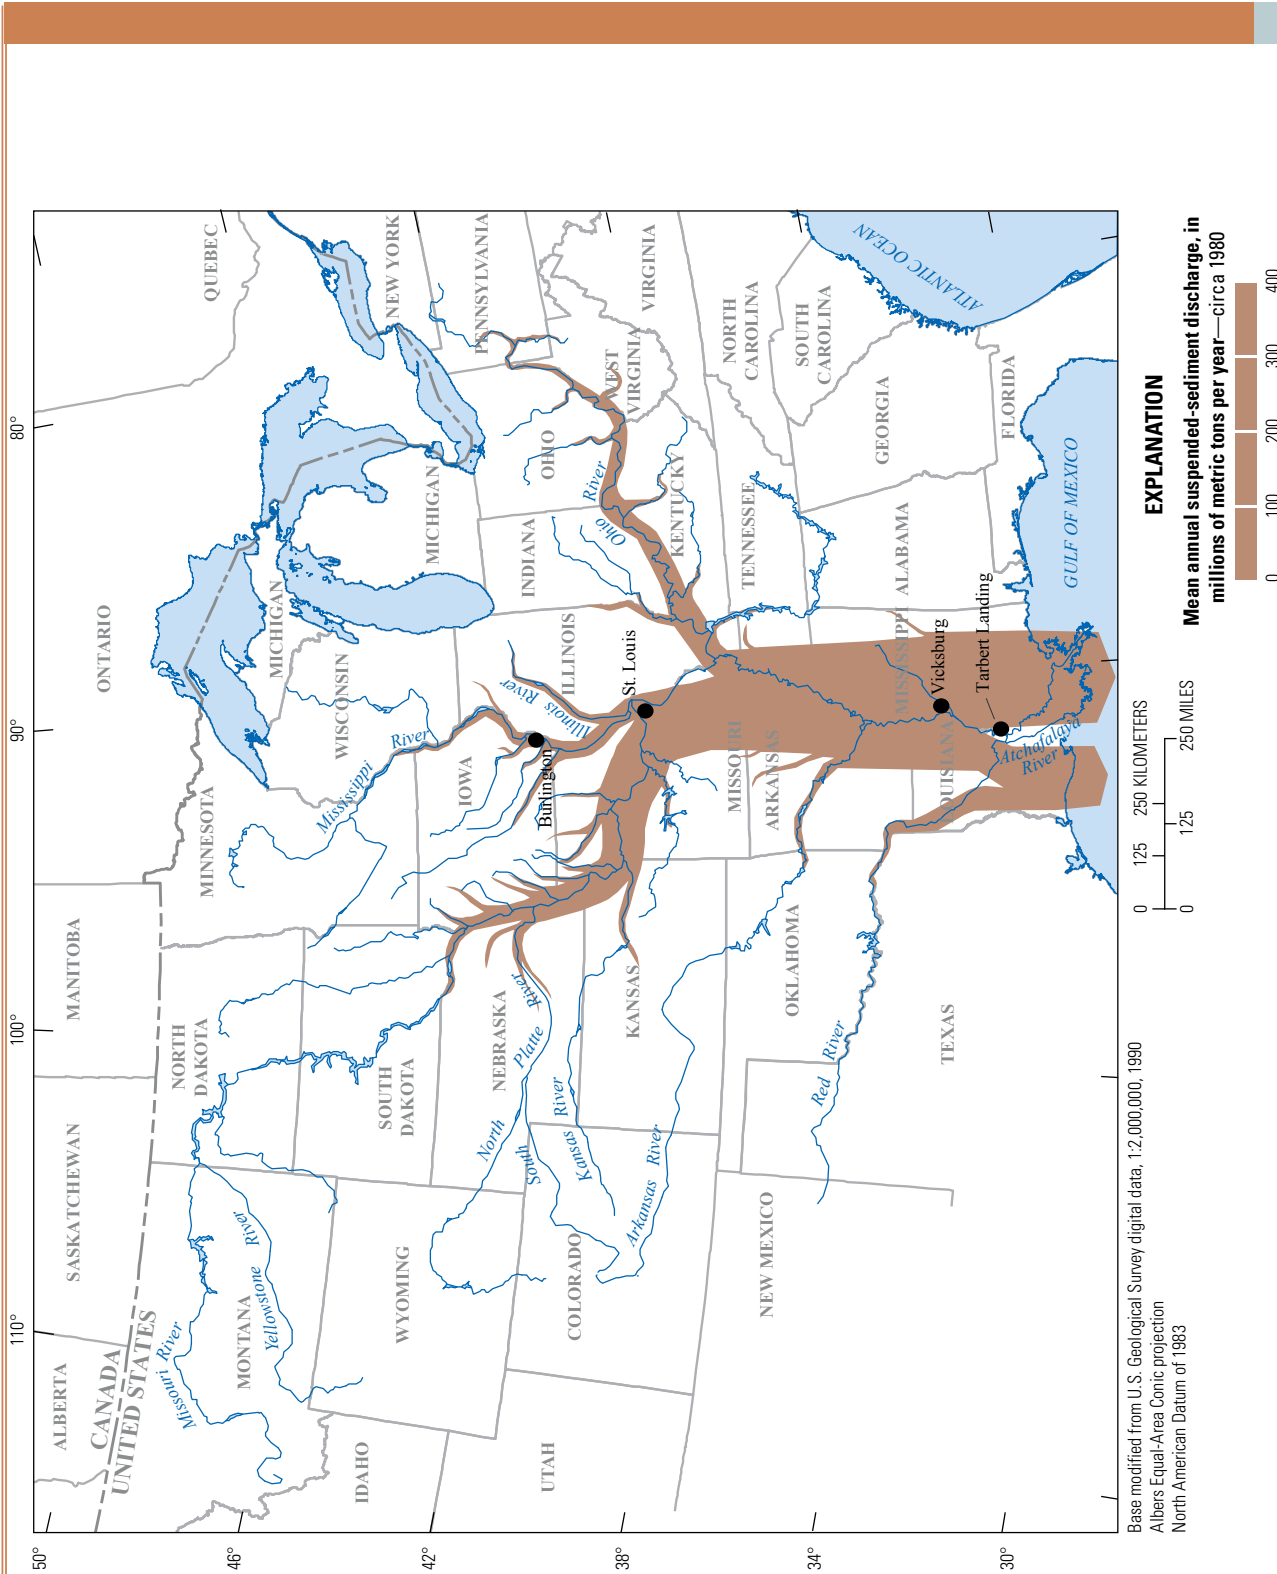 50°
46°
42°
38°
34°
30°
110°
100°
90°
80°
ALBERTA
SASKATCHEWAN
MANITOBA
ONTARIO
QUEBEC
CANADA
UNITED STATES
MONTANA
NORTH
DAKOTA
MINNESOTA
MICHIGAN
WISCONSIN
MICHIGAN
NEW YORK
PENNSYLVANIA
IDAHO
WYOMING
SOUTH
DAKOTA
IOWA
ILLINOIS
INDIANA
OHIO
WEST
VIRGINIA
VIRGINIA
UTAH
COLORADO
NEBRASKA
KANSAS
MISSOURI
KENTUCKY
TENNESSEE
NORTH
CAROLINA
SOUTH
CAROLINA
NEW MEXICO
OKLAHOMA
ARKANSAS
TEXAS
LOUISIANA
MISSISSIPPI
ALABAMA
GEORGIA
FLORIDA
Missouri River
Yellowstone River
Mississippi River
Illinois River
Ohio River
North Platte River
South
Kansas River
Arkansas River
Red River
Atchafalaya
River
Burlington
St. Louis
Vicksburg
Tarbert Landing
GULF OF MEXICO
ATLANTIC OCEAN
Base modified from U.S. Geological Survey digital data, 1:2,000,000, 1990
Albers Equal-Area Conic projection
North American Datum of 1983
0 125 250 KILOMETERS
0 125 250 MILES
EXPLANATION
Mean annual suspended-sediment discharge, in
millions of metric tons per year—circa 1980
0 100 200 300 400